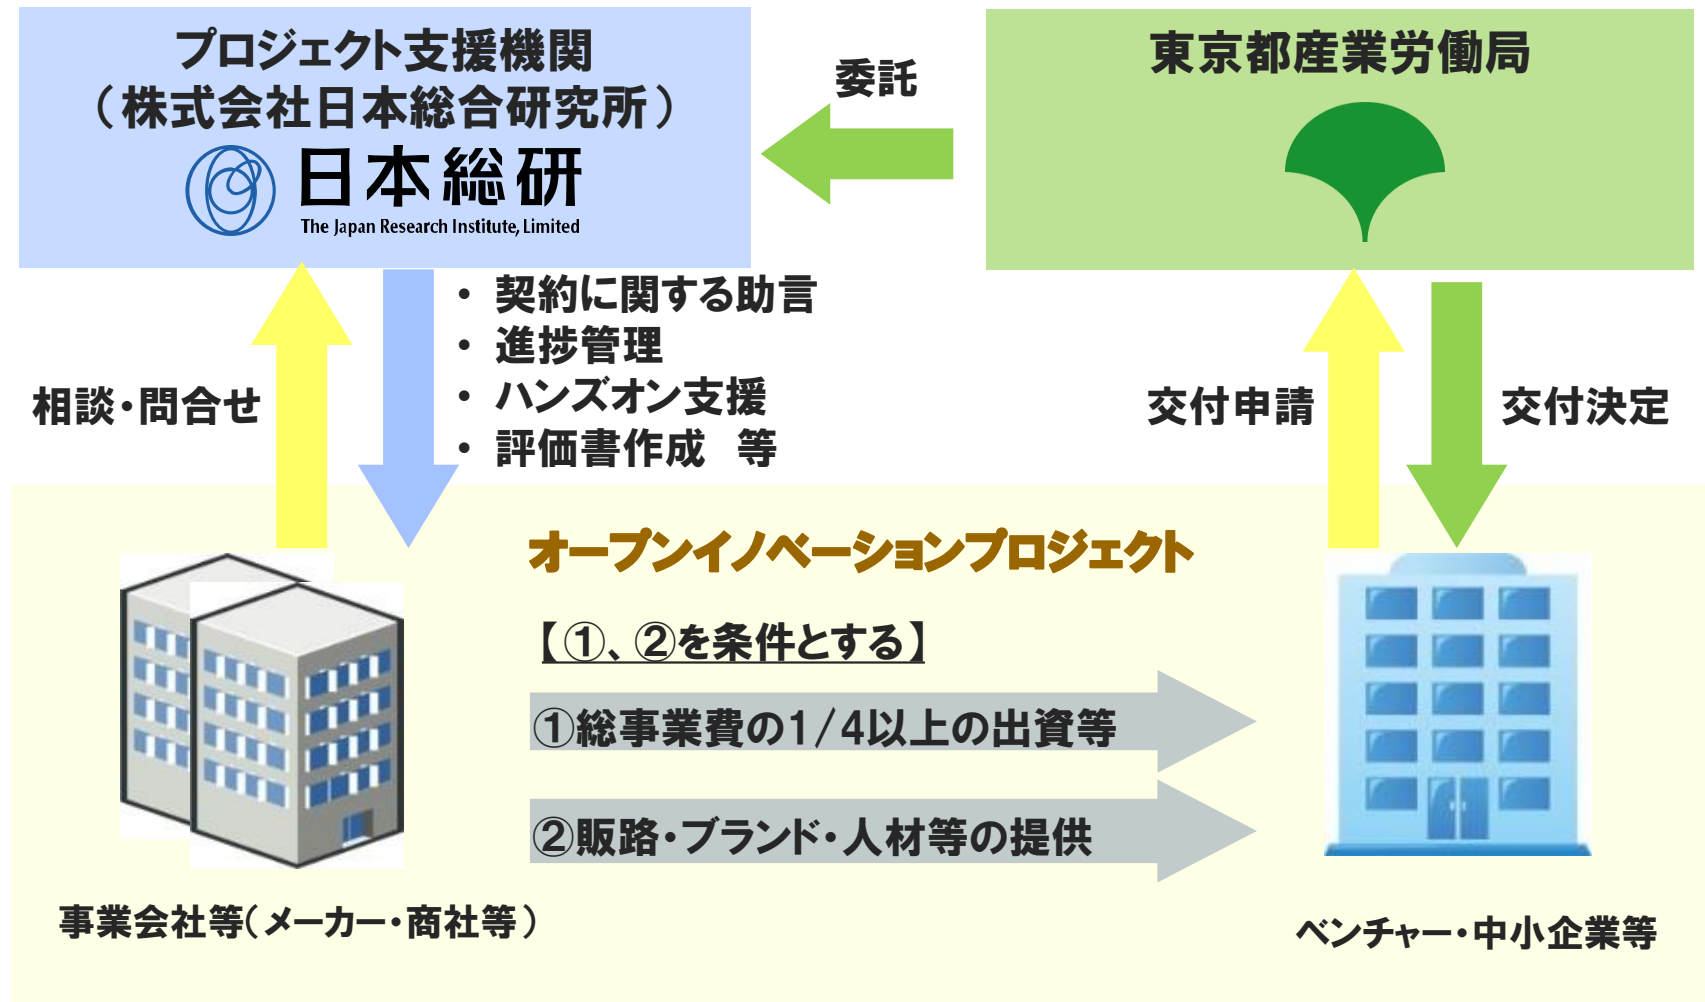 プロジェクト支援機関
（株式会社日本総合研究所）
日本総研
The Japan Research Institute, Limited
委託
東京都産業労働局
相談・問合せ
・ 契約に関する助言
・ 進捗管理
・ ハンズオン支援
・ 評価書作成　等
交付申請
交付決定
オープンイノベーションプロジェクト
【①、②を条件とする】
①総事業費の1/4以上の出資等
②販路・ブランド・人材等の提供
事業会社等（メーカー・商社等）
ベンチャー・中小企業等